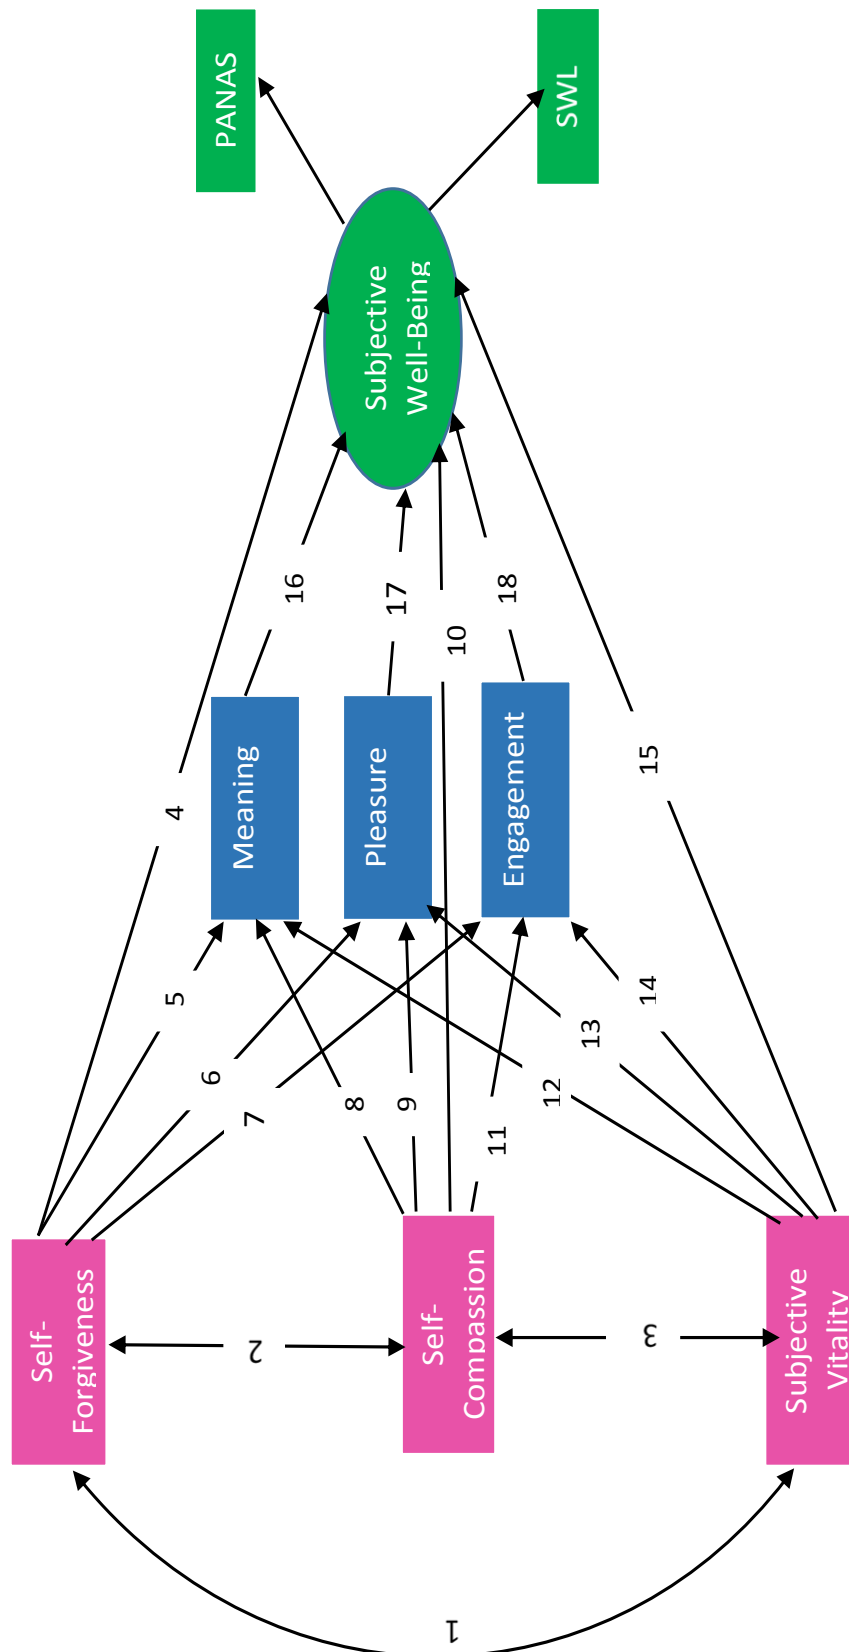 1
Self-
Forgiveness
2
Self-
Compassion
3
Subjective
Vitality
4
5
6
7
8
9
10
11
12
13
14
15
Meaning
Pleasure
Engagement
16
17
18
Subjective
Well-Being
PANAS
SWL